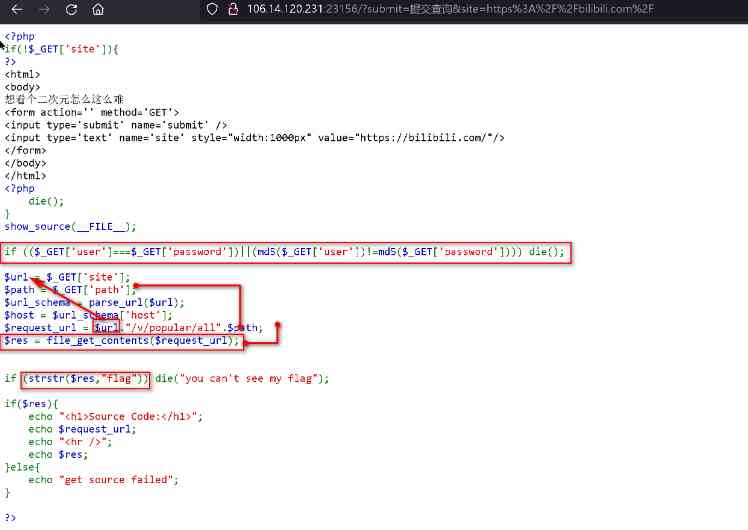 106.14.120.231:23156/?submit=提交查询&site=https%3A%2F%2Fbilibili.com%2F
<?php
if(!$_GET['site']){
?>
<html>
<body>
想看个二次元怎么这么难
<form action='' method='GET'>
<input type='submit' name='submit' />
<input type='text' name='site' style="width:1000px" value="https://bilibili.com/"/>
</form>
</body>
</html>
<?php
die();
}
show_source(__FILE__);
if (($_GET['user']===$_GET['password'])||(md5($_GET['user'])!=md5($_GET['password']))) die();
$url = $_GET['site'];
$path = $_GET['path'];
$url_schema = parse_url($url);
$host = $url_schema['host'];
$request_url = $url."/v/popular/all".$path;
$res = file_get_contents($request_url);
if (strstr($res,"flag")) die("you can't see my flag");
if($res){
echo "<h1>Source Code:</h1>";
echo $request_url;
echo "<hr />";
echo $res;
}else{
echo "get source failed";
}
?>